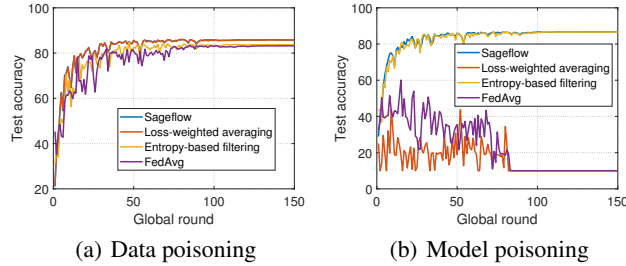 100
80
60
40
20
Test accuracy
0
50
100
150
Global round
Sageflow
Loss-weighted averaging
Entropy-based filtering
FedAvg
(a) Data poisoning
100
80
60
40
20
0
Test accuracy
0
50
100
150
Global round
Sageflow
Loss-weighted averaging
Entropy-based filtering
FedAvg
(b) Model poisoning